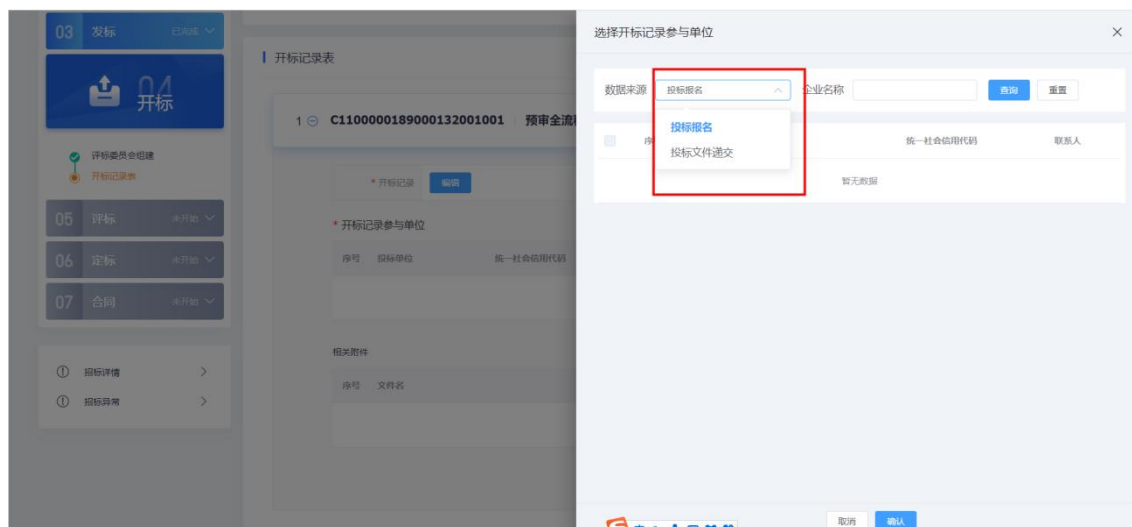 03 发标 已完成
04
开标
评标委员会组建
开标记录表
05 评标 未开始
06 定标 未开始
07 合同 未开始
招标详情
招标异常
开标记录表
1 C1100000189000132001001 预审全流
* 开标记录 编辑
* 开标记录参与单位
序号 投标单位 统一社会信用代码
相关附件
序号 文件名
选择开标记录参与单位
数据来源 投标报名 企业名称 查询 重置
投标报名
投标文件递交
序 统一社会信用代码 联系人
暂无数据
取消 确认